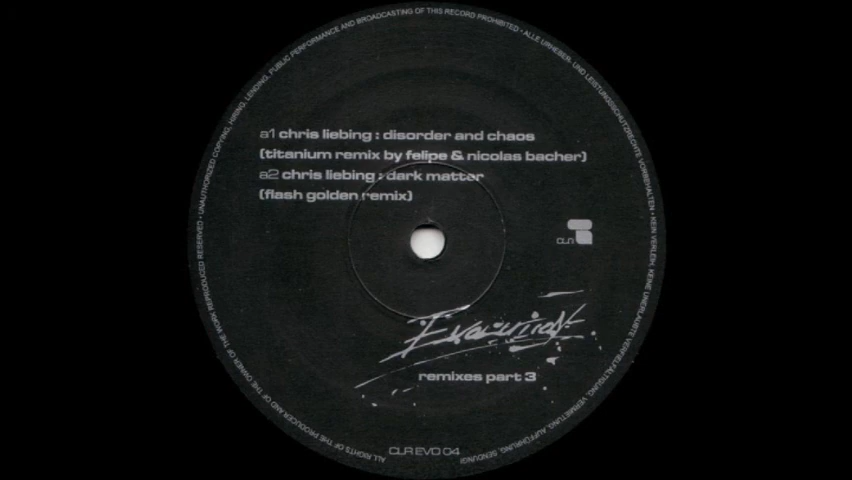 a1 chris liebing : disorder and chaos
(titanium remix by felipe & nicolas bacher)
a2 chris liebing : dark matter
(flash golden remix)
CLR
Evolution
remixes part 3
CLR EVO 04
ALL RIGHTS OF THE PRODUCER AND OF THE OWNER OF THE WORK REPRODUCED RESERVED • UNAUTHORIZED COPYING, HIRING, LENDING, PUBLIC PERFORMANCE AND BROADCASTING OF THIS RECORD PROHIBITED • ALLE URHEBER- UND LEISTUNGSSCHUTZRECHTE VORBEHALTEN • KEIN VERLEIH, KEINE UNERLAUBTE VERVIELFÄLTIGUNG, VERMIETUNG, AUFFÜHRUNG, SENDUNG!